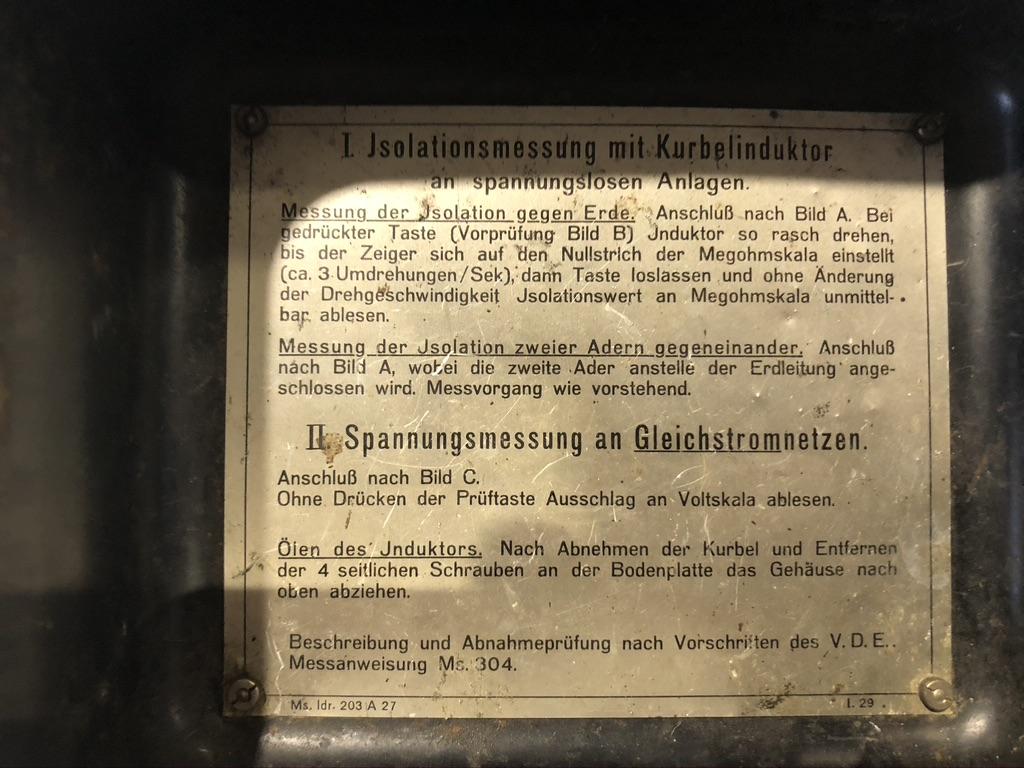 I. Jsolationsmessung mit Kurbelinduktor
an spannungslosen Anlagen.
Messung der Jsolation gegen Erde. Anschluß nach Bild A. Bei
gedrückter Taste (Vorprüfung Bild B) Jnduktor so rasch drehen,
bis der Zeiger sich auf den Nullstrich der Megohmskala einstellt
(ca. 3 Umdrehungen/Sek), dann Taste loslassen und ohne Änderung
der Drehgeschwindigkeit Jsolationswert an Megohmskala unmittel-
bar ablesen.
Messung der Jsolation zweier Adern gegeneinander. Anschluß
nach Bild A, wobei die zweite Ader anstelle der Erdleitung ange-
schlossen wird. Messvorgang wie vorstehend.
II. Spannungsmessung an Gleichstromnetzen.
Anschluß nach Bild C.
Ohne Drücken der Prüftaste Ausschlag an Voltskala ablesen.
Ölen des Jnduktors. Nach Abnehmen der Kurbel und Entfernen
der 4 seitlichen Schrauben an der Bodenplatte das Gehäuse nach
oben abziehen.
Beschreibung und Abnahmeprüfung nach Vorschriften des V.D.E..
Messanweisung Ms. 304.
Ms. ldr. 203 A 27 I. 29.